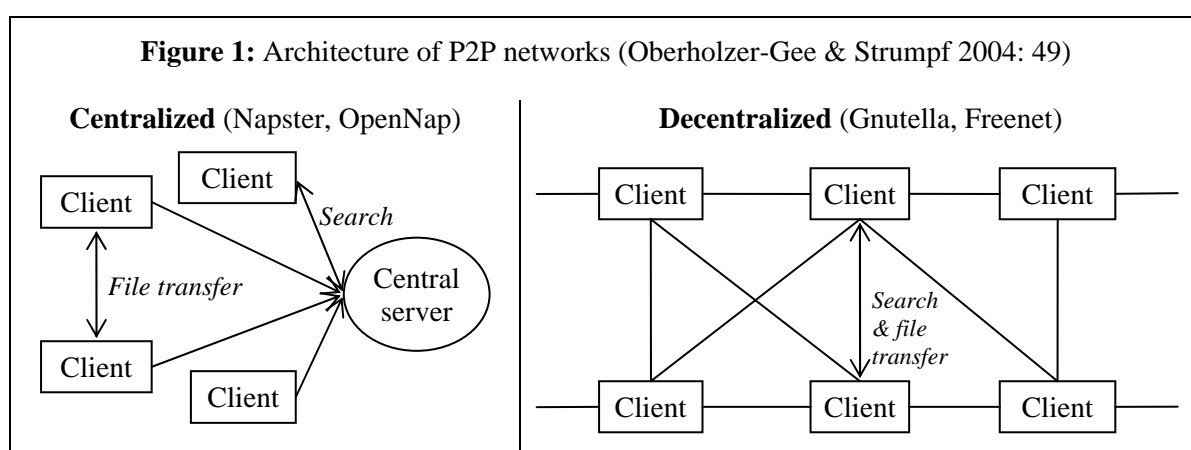 Figure 1: Architecture of P2P networks (Oberholzer-Gee & Strumpf 2004: 49)
Centralized (Napster, OpenNap)
Client
Client
Search
File transfer
Central
server
Client
Client
Decentralized (Gnutella, Freenet)
Client
Client
Client
Search
& file
transfer
Client
Client
Client